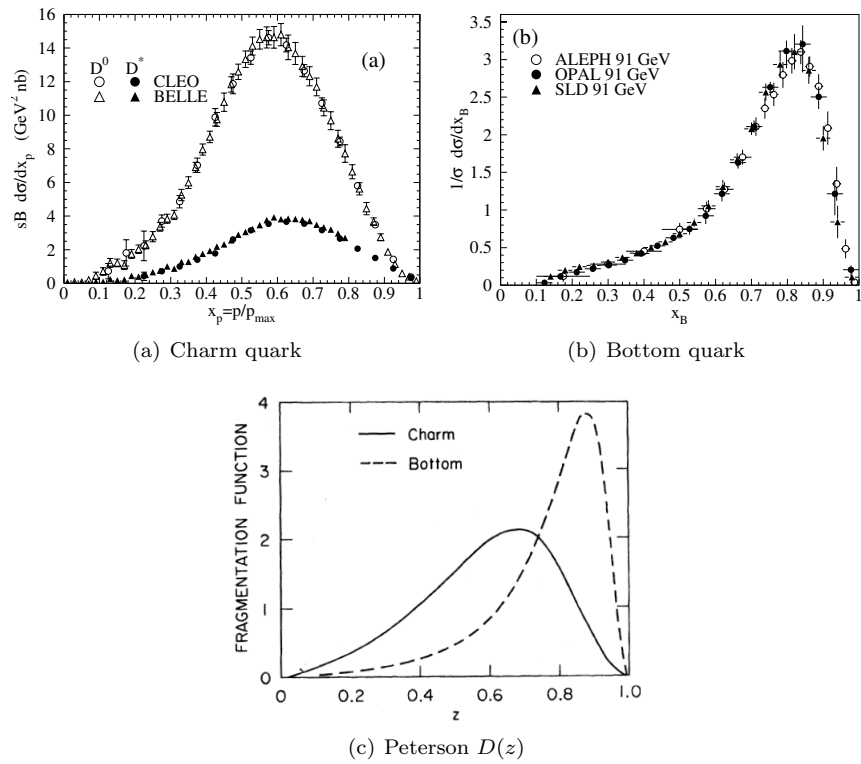 (a)
D⁰ D*
CLEO
BELLE
sB dσ/dx_p (GeV² nb)
16
14
12
10
8
6
4
2
0
0 0.1 0.2 0.3 0.4 0.5 0.6 0.7 0.8 0.9 1
x_p=p/p_max
(a) Charm quark
(b)
ALEPH 91 GeV
OPAL 91 GeV
SLD 91 GeV
1/σ dσ/dx_B
3.5
3
2.5
2
1.5
1
0.5
0
0 0.1 0.2 0.3 0.4 0.5 0.6 0.7 0.8 0.9 1
x_B
(b) Bottom quark
Charm
Bottom
FRAGMENTATION FUNCTION
4
3
2
1
0
0 0.2 0.4 0.6 0.8 1.0
z
(c) Peterson D(z)